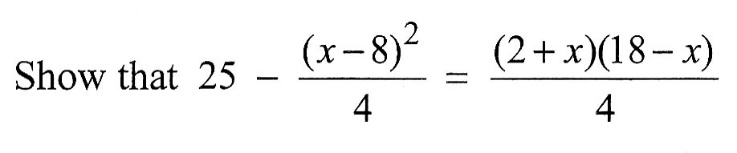 Show that 25 − (x−8)²/4 = (2+x)(18−x)/4